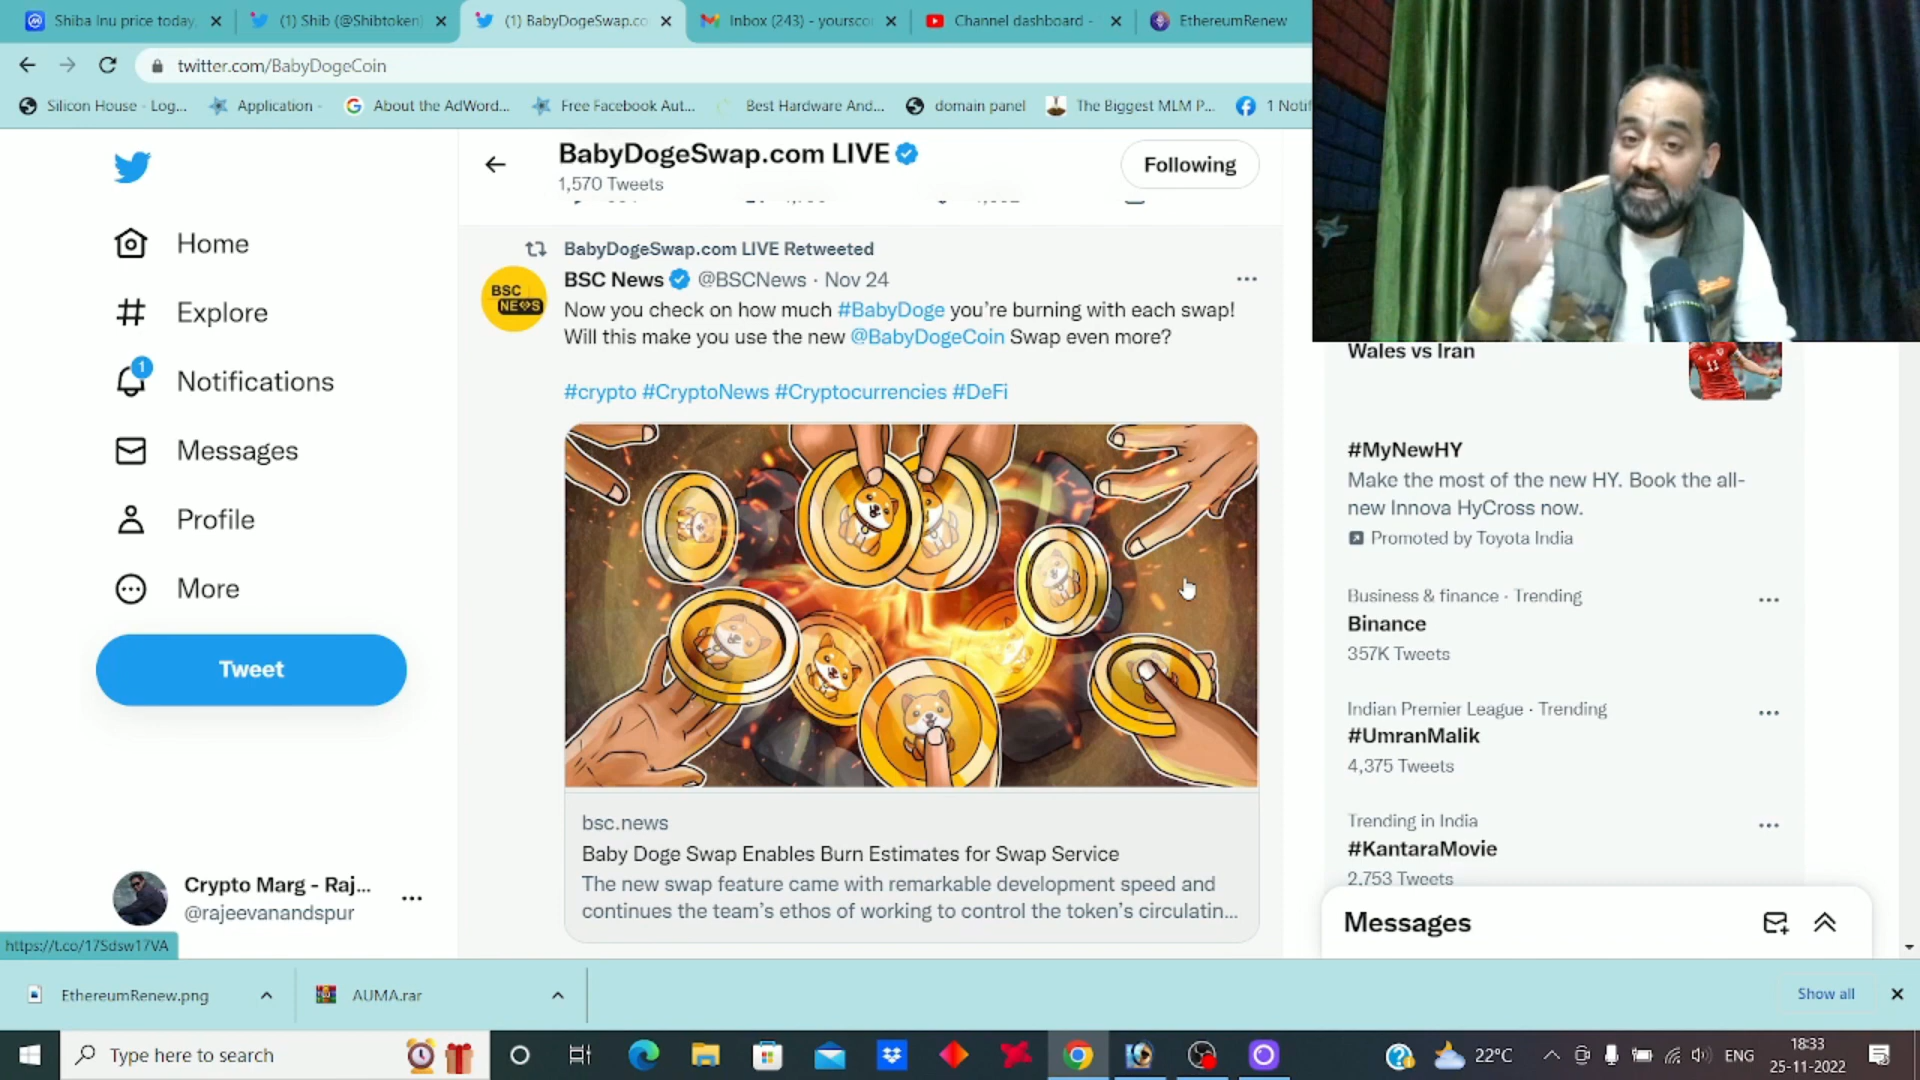 Shiba Inu price today,
(1) Shib (@Shibtoken)
(1) BabyDogeSwap.co
Inbox (243) - yoursco
Channel dashboard -
EthereumRenew
twitter.com/BabyDogeCoin
Silicon House - Log...
Application -
About the AdWord...
Free Facebook Aut...
Best Hardware And...
domain panel
The Biggest MLM P...
1 Notif
BabyDogeSwap.com LIVE
1,570 Tweets
Following
Home
Explore
1
Notifications
Messages
Profile
More
Tweet
Crypto Marg - Raj...
@rajeevanandspur
BabyDogeSwap.com LIVE Retweeted
BSC News @BSCNews · Nov 24
BSC
NEWS
Now you check on how much #BabyDoge you're burning with each swap!
Will this make you use the new @BabyDogeCoin Swap even more?
#crypto #CryptoNews #Cryptocurrencies #DeFi
bsc.news
Baby Doge Swap Enables Burn Estimates for Swap Service
The new swap feature came with remarkable development speed and
continues the team's ethos of working to control the token's circulatin...
Wales vs Iran
11
#MyNewHY
Make the most of the new HY. Book the all-
new Innova HyCross now.
Promoted by Toyota India
Business & finance · Trending
Binance
357K Tweets
Indian Premier League · Trending
#UmranMalik
4,375 Tweets
Trending in India
#KantaraMovie
2,753 Tweets
Messages
https://t.co/17Sdsw17VA
EthereumRenew.png
AUMA.rar
Show all
Type here to search
22°C
ENG
18:33
25-11-2022